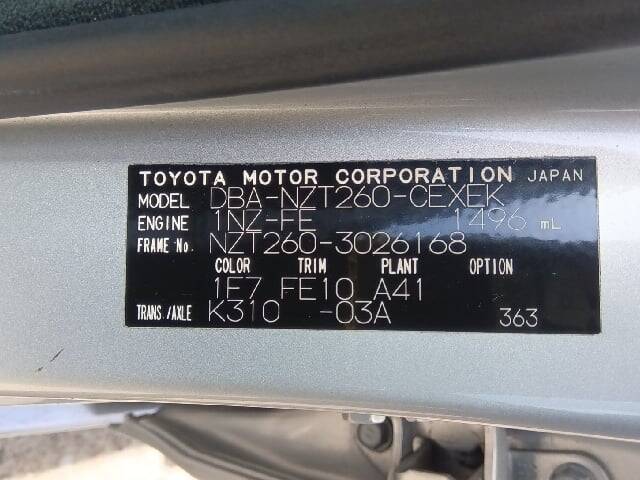 TOYOTA MOTOR CORPORATION JAPAN
MODEL DBA-NZT260-CEXEK
ENGINE 1NZ-FE 1496 mL
FRAME No. NZT260-3026168
COLOR TRIM PLANT OPTION
1F7 FE10 A41
TRANS./AXLE K310 -03A 363